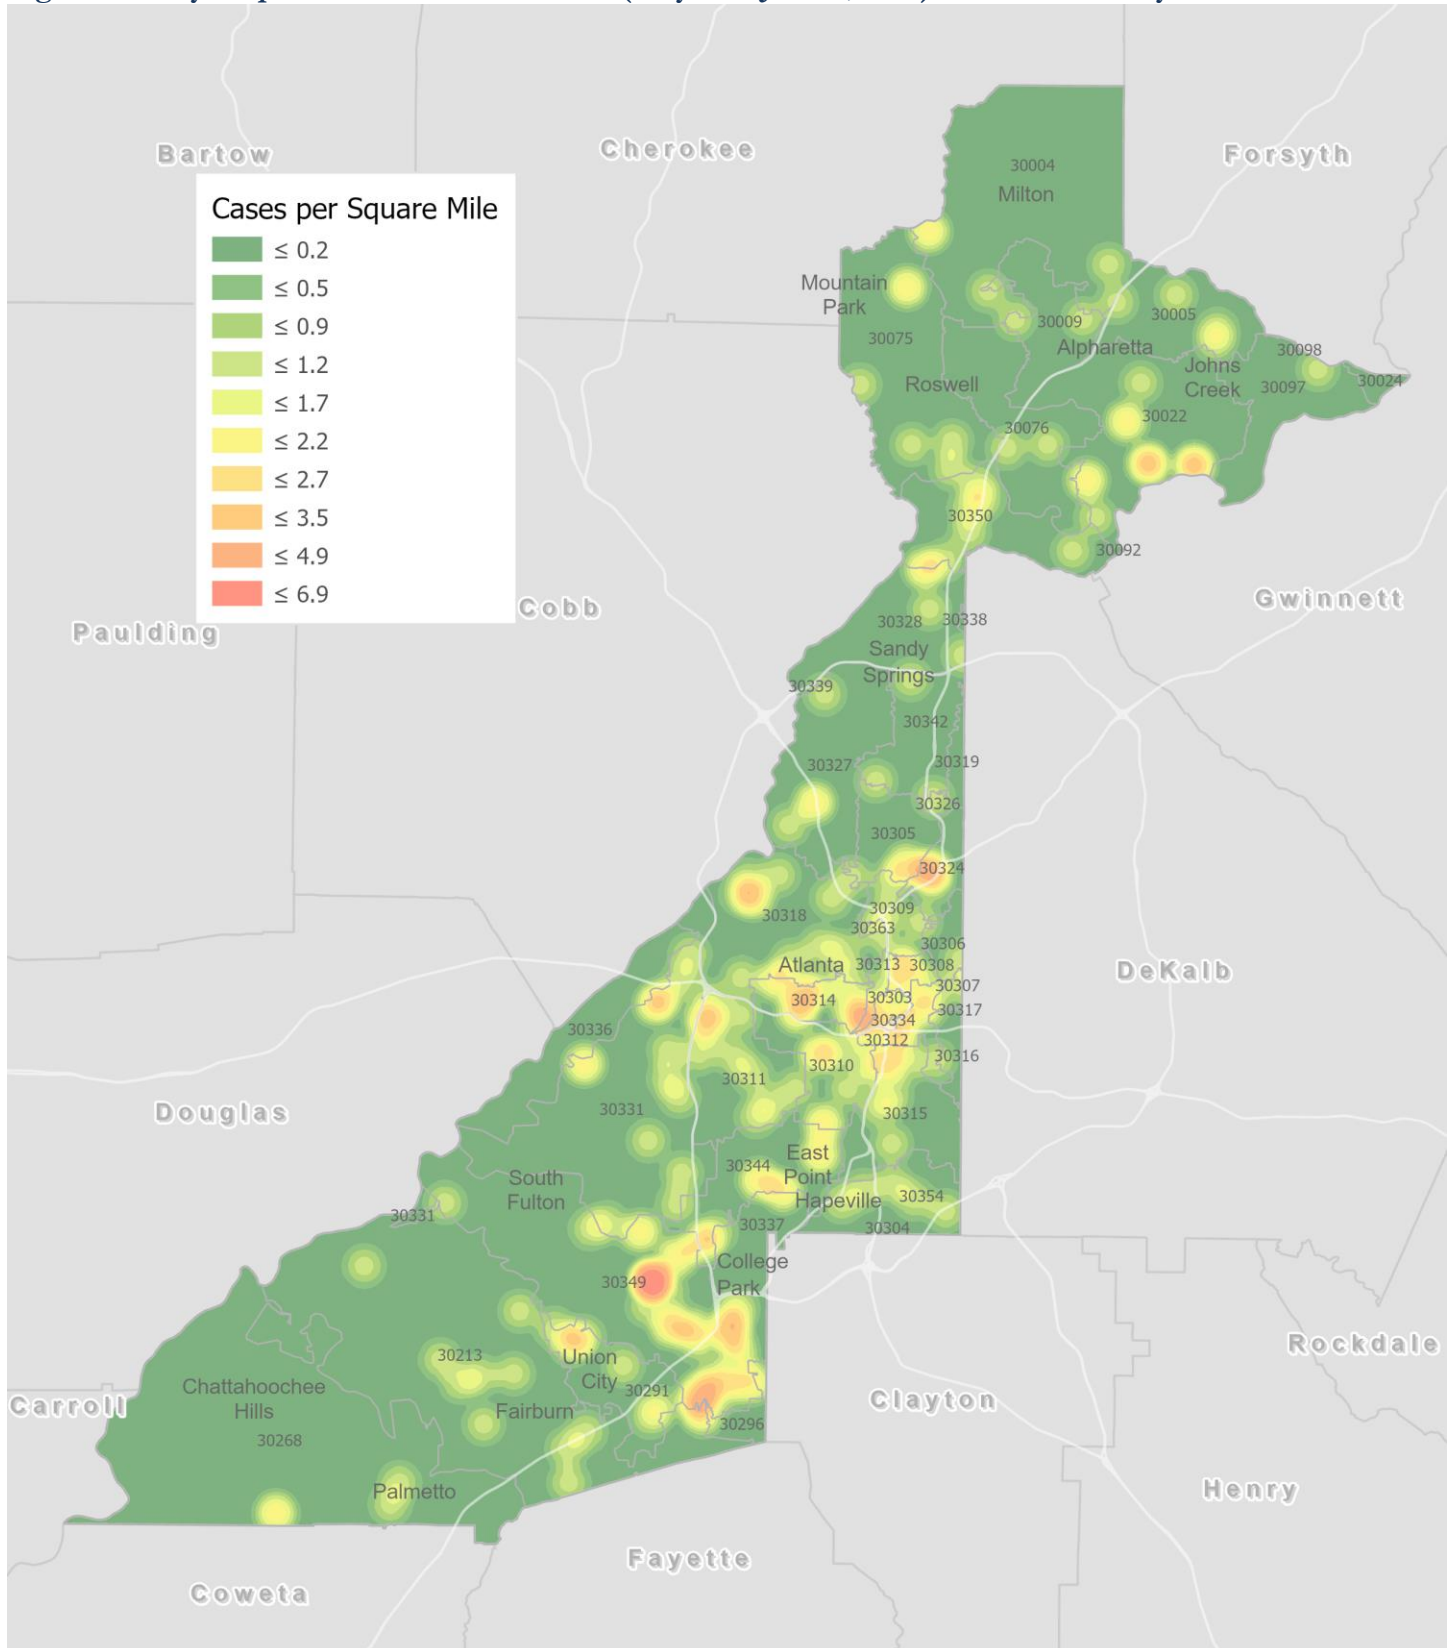 Bartow
Cherokee
Forsyth
Cases per Square Mile
≤ 0.2
≤ 0.5
≤ 0.9
≤ 1.2
≤ 1.7
≤ 2.2
≤ 2.7
≤ 3.5
≤ 4.9
≤ 6.9
30004
Milton
Mountain
Park
30075
30009
Alpharetta
30005
30098
Johns
Creek
30097
30024
Roswell
30022
30076
30350
30092
Cobb
Gwinnett
Paulding
30328
30338
Sandy
Springs
30339
30342
30327
30319
30326
30305
30324
30318
30309
30363
30306
Atlanta
30313
30308
DeKalb
30307
30314
30303
30317
30334
30336
30312
30316
30310
30311
Douglas
30331
30315
East
Point
30344
South
Fulton
Hapeville
30354
30331
30337
30304
College
Park
30349
Rockdale
Union
City
30213
30291
Chattahoochee
Hills
Carroll
Clayton
Fairburn
30296
30268
Palmetto
Henry
Fayette
Coweta